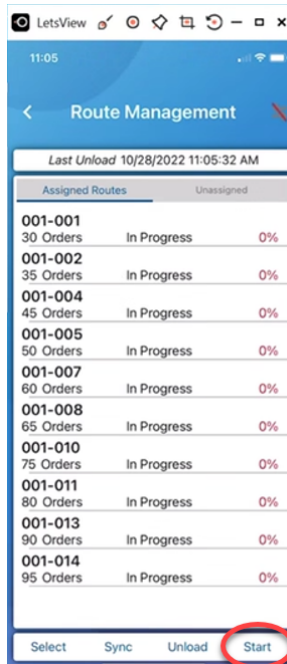 LetsView
11:05
Route Management
Last Unload 10/28/2022 11:05:32 AM
Assigned Routes Unassigned
001-001
30 Orders In Progress 0%
001-002
35 Orders In Progress 0%
001-004
45 Orders In Progress 0%
001-005
50 Orders In Progress 0%
001-007
60 Orders In Progress 0%
001-008
65 Orders In Progress 0%
001-010
75 Orders In Progress 0%
001-011
80 Orders In Progress 0%
001-013
90 Orders In Progress 0%
001-014
95 Orders In Progress 0%
Select Sync Unload Start